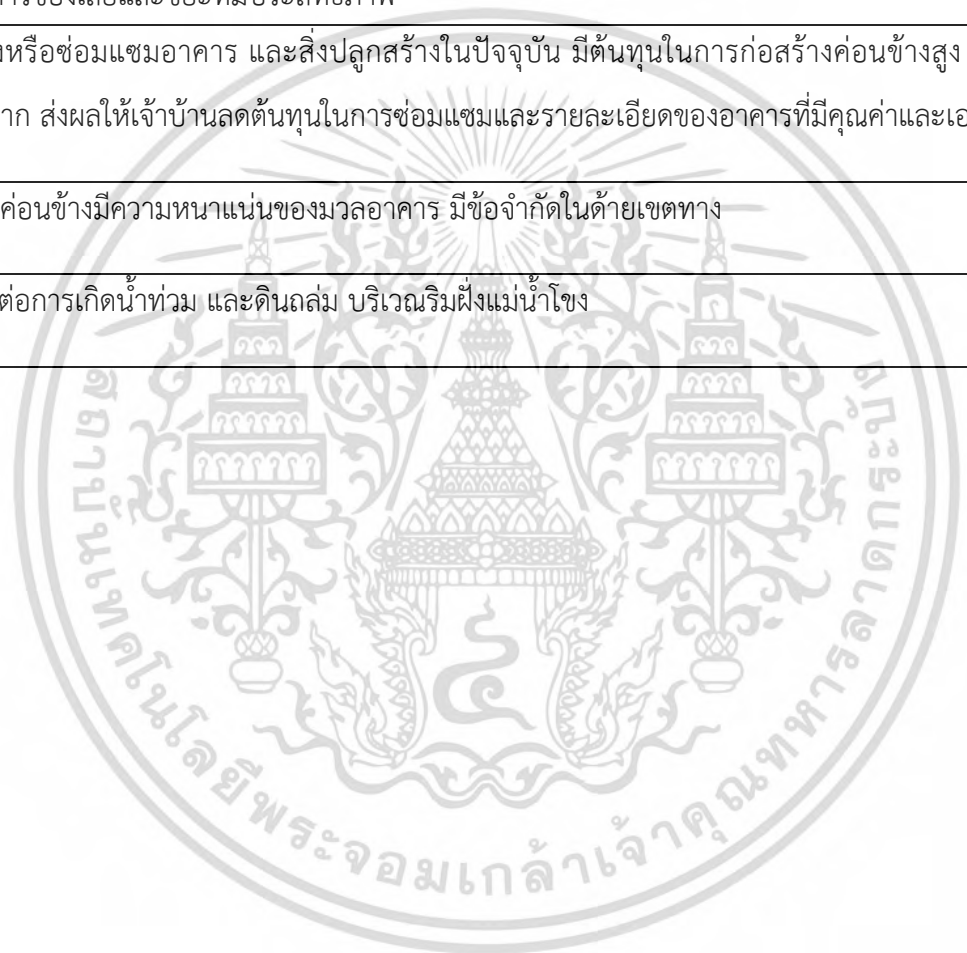 ารของเสียและขยะที่มีประสิทธิภาพ
งหรือซ่อมแซมอาคาร และสิ่งปลูกสร้างในปัจจุบัน มีต้นทุนในการก่อสร้างค่อนข้างสูง
าก ส่งผลให้เจ้าบ้านลดต้นทุนในการซ่อมแซมและรายละเอียดของอาคารที่มีคุณค่าและเอ
ค่อนข้างมีความหนาแน่นของมวลอาคาร มีข้อจำกัดในด้านเขตทาง
ต่อการเกิดน้ำท่วม และดินถล่ม บริเวณริมฝั่งแม่น้ำโขง
สถาบันเทคโนโลยีพระจอมเกล้าเจ้าคุณทหารลาดกระบัง
๔